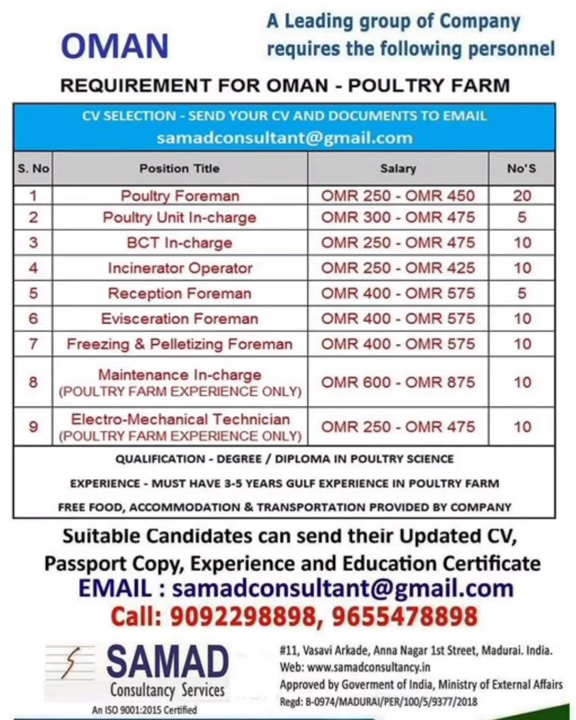 OMAN
A Leading group of Company
requires the following personnel
REQUIREMENT FOR OMAN - POULTRY FARM
CV SELECTION - SEND YOUR CV AND DOCUMENTS TO EMAIL
samadconsultant@gmail.com
S. No Position Title Salary No'S
1 Poultry Foreman OMR 250 - OMR 450 20
2 Poultry Unit In-charge OMR 300 - OMR 475 5
3 BCT In-charge OMR 250 - OMR 475 10
4 Incinerator Operator OMR 250 - OMR 425 10
5 Reception Foreman OMR 400 - OMR 575 5
6 Evisceration Foreman OMR 400 - OMR 575 10
7 Freezing & Pelletizing Foreman OMR 400 - OMR 575 10
8 Maintenance In-charge OMR 600 - OMR 875 10
(POULTRY FARM EXPERIENCE ONLY)
9 Electro-Mechanical Technician OMR 250 - OMR 475 10
(POULTRY FARM EXPERIENCE ONLY)
QUALIFICATION - DEGREE / DIPLOMA IN POULTRY SCIENCE
EXPERIENCE - MUST HAVE 3-5 YEARS GULF EXPERIENCE IN POULTRY FARM
FREE FOOD, ACCOMMODATION & TRANSPORTATION PROVIDED BY COMPANY
Suitable Candidates can send their Updated CV,
Passport Copy, Experience and Education Certificate
EMAIL : samadconsultant@gmail.com
Call: 9092298898, 9655478898
SAMAD
Consultancy Services
An ISO 9001:2015 Certified
#11, Vasavi Arkade, Anna Nagar 1st Street, Madurai. India.
Web: www.samadconsultancy.in
Approved by Goverment of India, Ministry of External Affairs
Regd: B-0974/MADURAI/PER/100/5/9377/2018